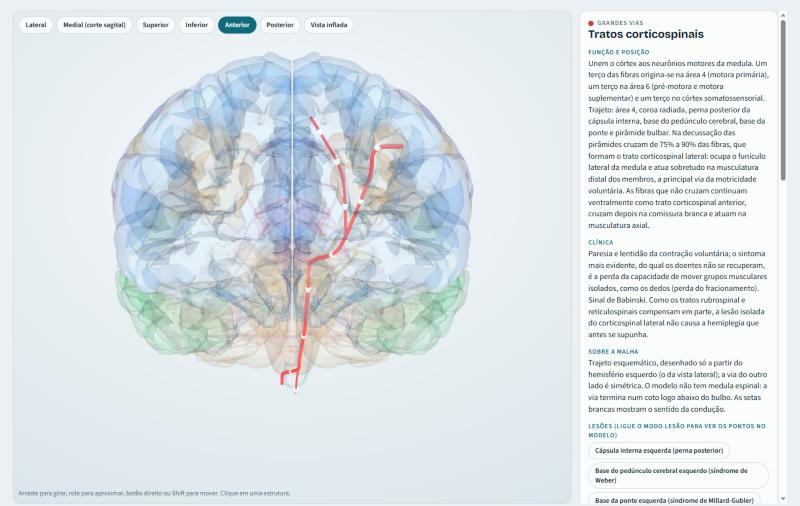 Lateral
Medial (corte sagital)
Superior
Inferior
Anterior
Posterior
Vista inflada
Arraste para girar, role para aproximar, botão direito ou Shift para mover. Clique em uma estrutura.
GRANDES VIAS
Tratos corticospinais
FUNÇÃO E POSIÇÃO
Unem o córtex aos neurônios motores da medula. Um
terço das fibras origina-se na área 4 (motora primária),
um terço na área 6 (pré-motora e motora
suplementar) e um terço no córtex somatossensorial.
Trajeto: área 4, coroa radiada, perna posterior da
cápsula interna, base do pedúnculo cerebral, base da
ponte e pirâmide bulbar. Na decussação das
pirâmides cruzam de 75% a 90% das fibras, que
formam o trato corticospinal lateral: ocupa o funículo
lateral da medula e atua sobretudo na musculatura
distal dos membros, a principal via da motricidade
voluntária. As fibras que não cruzam continuam
ventralmente como trato corticospinal anterior,
cruzam depois na comissura branca e atuam na
musculatura axial.
CLÍNICA
Paresia e lentidão da contração voluntária; o sintoma
mais evidente, do qual os doentes não se recuperam,
é a perda da capacidade de mover grupos musculares
isolados, como os dedos (perda do fracionamento).
Sinal de Babinski. Como os tratos rubrospinal e
reticulospinais compensam em parte, a lesão isolada
do corticospinal lateral não causa a hemiplegia que
antes se supunha.
SOBRE A MALHA
Trajeto esquemático, desenhado só a partir do
hemisfério esquerdo (o da vista lateral); a via do outro
lado é simétrica. O modelo não tem medula espinal: a
via termina num coto logo abaixo do bulbo. As setas
brancas mostram o sentido da condução.
LESÕES (LIGUE O MODO LESÃO PARA VER OS PONTOS NO
MODELO)
Cápsula interna esquerda (perna posterior)
Base do pedúnculo cerebral esquerdo (síndrome de
Weber)
Base da ponte esquerda (síndrome de Millard-Gubler)